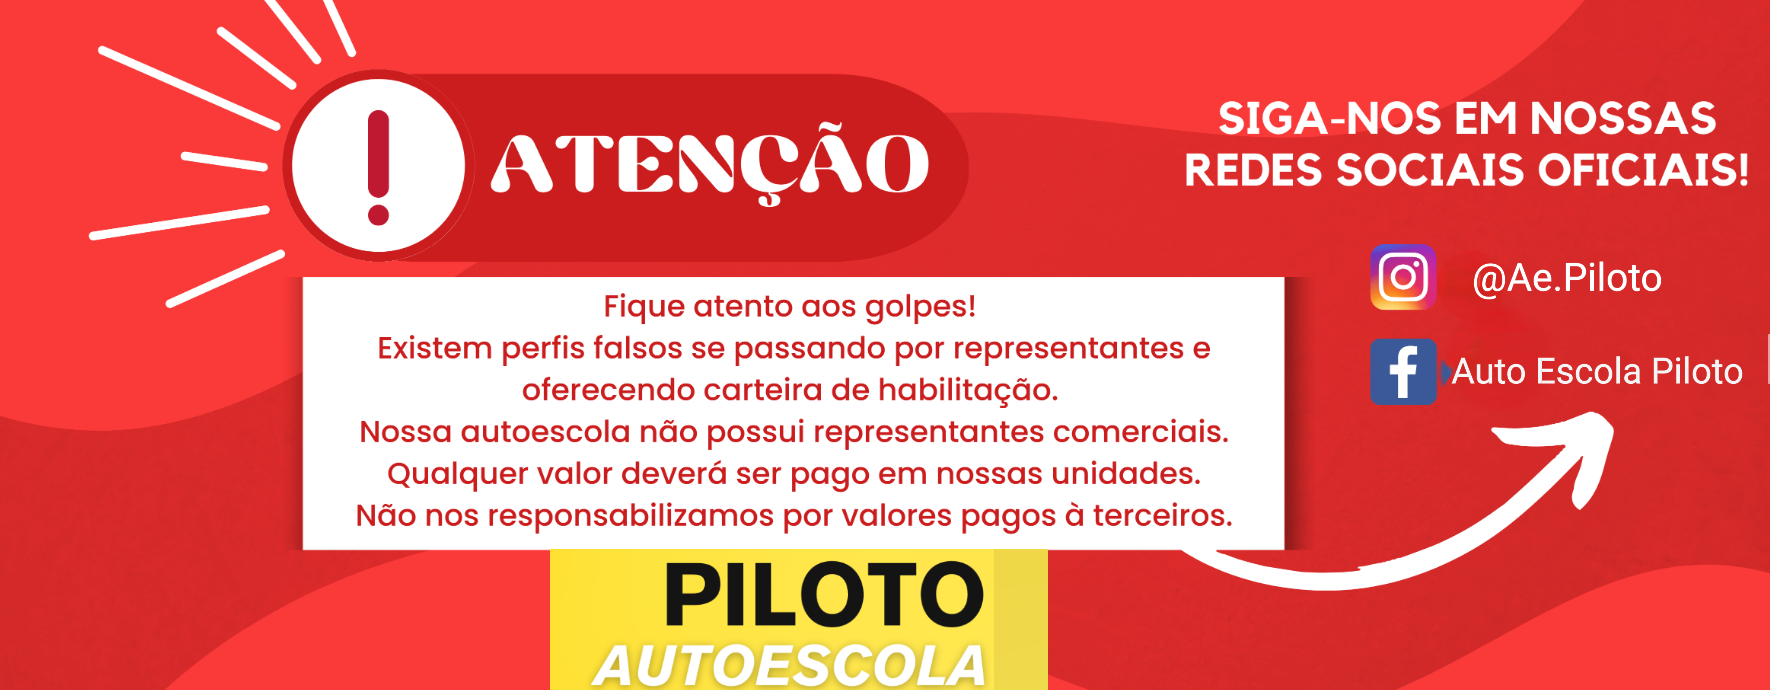 ATENÇÃO
Fique atento aos golpes!
Existem perfis falsos se passando por representantes e
oferecendo carteira de habilitação.
Nossa autoescola não possui representantes comerciais.
Qualquer valor deverá ser pago em nossas unidades.
Não nos responsabilizamos por valores pagos à terceiros.
PILOTO
AUTOESCOLA
SIGA-NOS EM NOSSAS
REDES SOCIAIS OFICIAIS!
@Ae.Piloto
Auto Escola Piloto